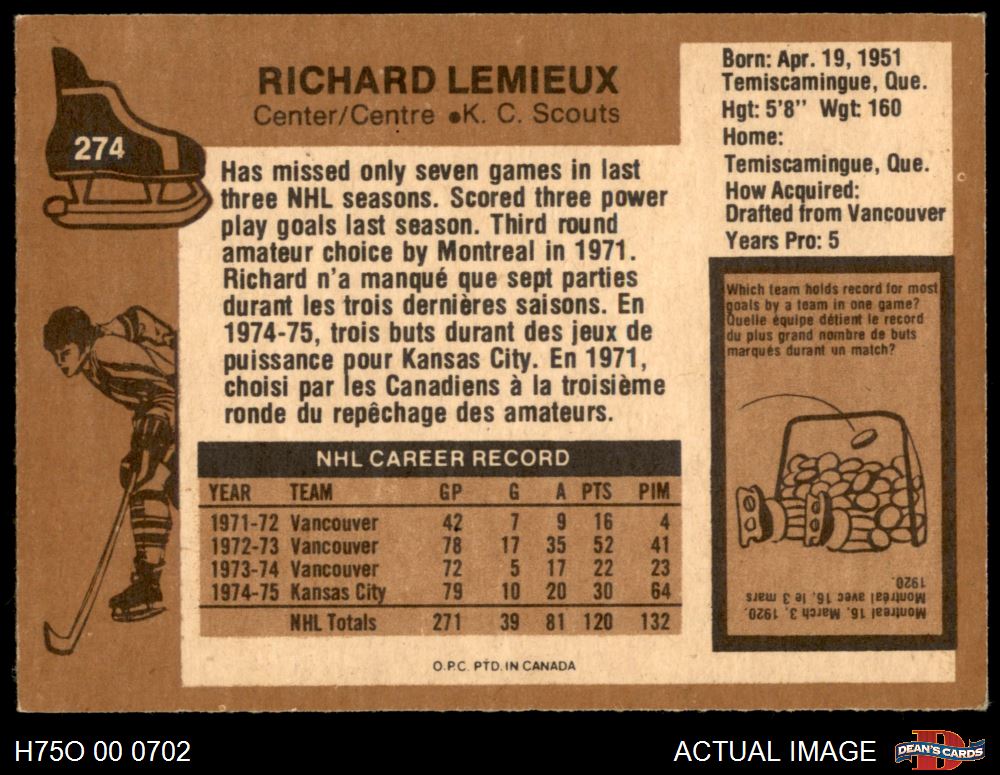 274
RICHARD LEMIEUX
Center/Centre • K. C. Scouts
Has missed only seven games in last
three NHL seasons. Scored three power
play goals last season. Third round
amateur choice by Montreal in 1971.
Richard n'a manqué que sept parties
durant les trois dernières saisons. En
1974-75, trois buts durant des jeux de
puissance pour Kansas City. En 1971,
choisi par les Canadiens à la troisième
ronde du repêchage des amateurs.
Born: Apr. 19, 1951
Temiscamingue, Que.
Hgt: 5'8" Wgt: 160
Home:
Temiscamingue, Que.
How Acquired:
Drafted from Vancouver
Years Pro: 5
Which team holds record for most
goals by a team in one game?
Quelle équipe détient le record
du plus grand nombre de buts
marqués durant un match?
Montreal 16. March 3, 1920.
Montréal avec 16, le 3 mars
1920.
NHL CAREER RECORD
YEAR TEAM GP G A PTS PIM
1971-72 Vancouver 42 7 9 16 4
1972-73 Vancouver 78 17 35 52 41
1973-74 Vancouver 72 5 17 22 23
1974-75 Kansas City 79 10 20 30 64
NHL Totals 271 39 81 120 132
O.P.C. PTD. IN CANADA
H75O 00 0702
ACTUAL IMAGE
DEAN'S CARDS